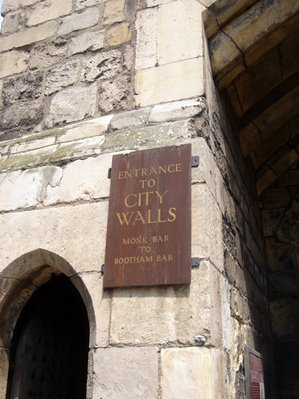 ENTRANCE
TO
CITY
WALLS
MONK BAR
TO
BOOTHAM BAR